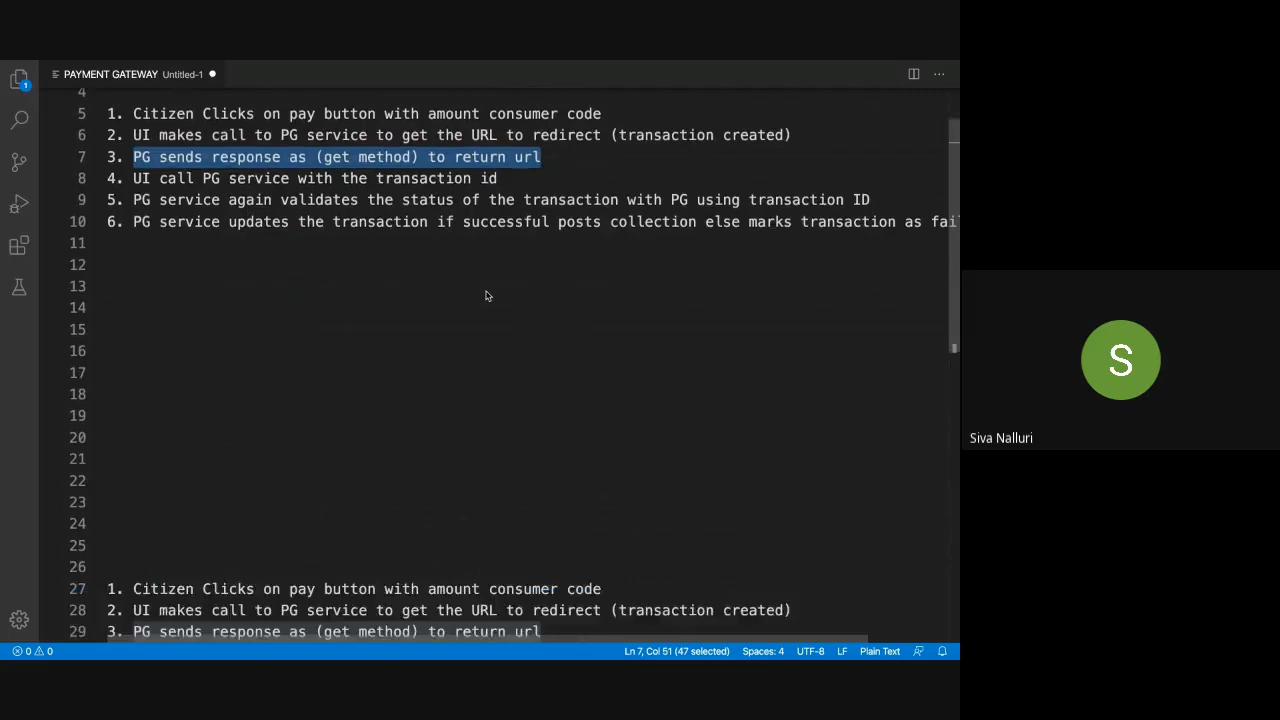 PAYMENT GATEWAY Untitled-1
1
4
5 1. Citizen Clicks on pay button with amount consumer code
6 2. UI makes call to PG service to get the URL to redirect (transaction created)
7 3. PG sends response as (get method) to return url
8 4. UI call PG service with the transaction id
9 5. PG service again validates the status of the transaction with PG using transaction ID
10 6. PG service updates the transaction if successful posts collection else marks transaction as fai
11
12
13
14
15
16
17
18
19
20
21
22
23
24
25
26
27 1. Citizen Clicks on pay button with amount consumer code
28 2. UI makes call to PG service to get the URL to redirect (transaction created)
29 3. PG sends response as (get method) to return url
0 0 Ln 7, Col 51 (47 selected) Spaces: 4 UTF-8 LF Plain Text
S
Siva Nalluri